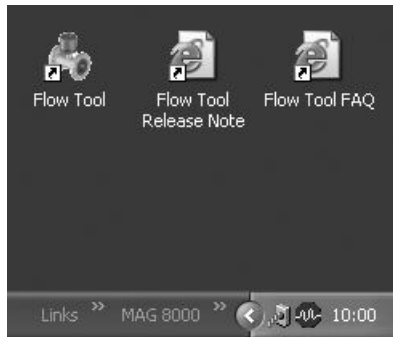 Flow Tool
Flow Tool
Release Note
Flow Tool FAQ
Links » MAG 8000 » 10:00